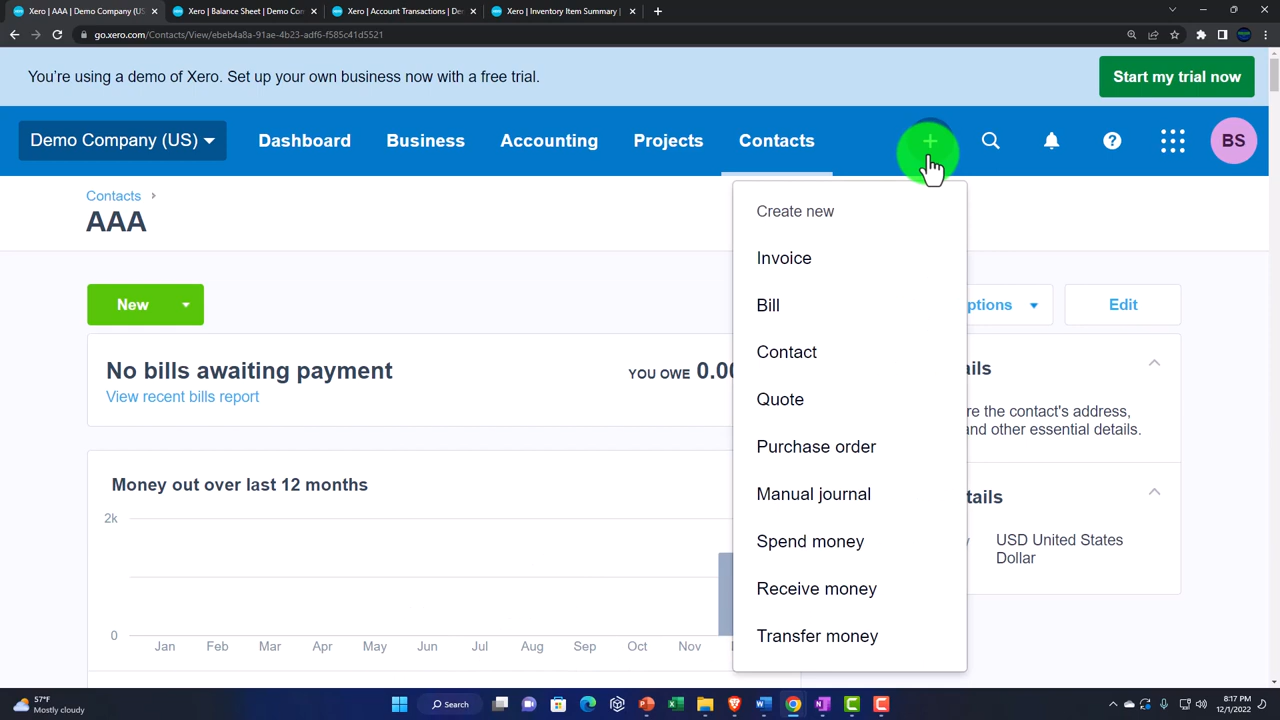 Xero | AAA | Demo Company (US
Xero | Balance Sheet | Demo Com
Xero | Account Transactions | De
Xero | Inventory Item Summary |
go.xero.com/Contacts/View/ebeb4a8a-91ae-4b23-adf6-f585c41d5521
You're using a demo of Xero. Set up your own business now with a free trial.
Start my trial now
Demo Company (US)
Dashboard
Business
Accounting
Projects
Contacts
BS
Contacts
AAA
Create new
Invoice
Bill
Contact
Quote
Purchase order
Manual journal
Spend money
Receive money
Transfer money
New
ptions
Edit
No bills awaiting payment
YOU OWE 0.00
View recent bills report
ails
re the contact's address,
and other essential details.
Money out over last 12 months
tails
USD United States
Dollar
2k
0
Jan Feb Mar Apr May Jun Jul Aug Sep Oct Nov
57°F
Mostly cloudy
Search
8:17 PM
12/1/2022